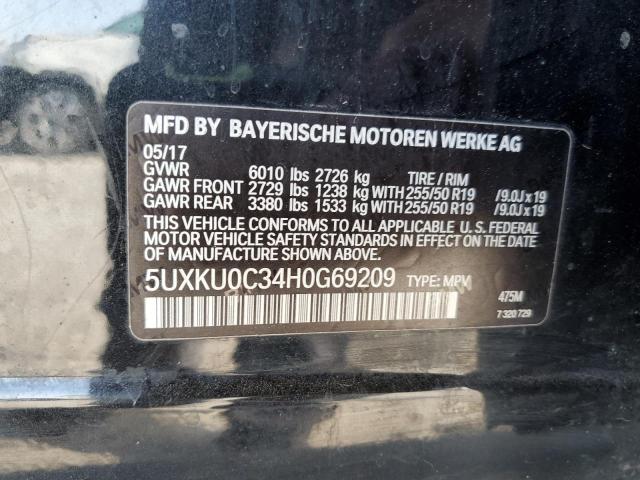 MFD BY BAYERISCHE MOTOREN WERKE AG
05/17
GVWR 6010 lbs 2726 kg TIRE / RIM
GAWR FRONT 2729 lbs 1238 kg WITH 255/50 R19 /9.0J x 19
GAWR REAR 3380 lbs 1533 kg WITH 255/50 R19 /9.0J x 19
THIS VEHICLE CONFORMS TO ALL APPLICABLE U. S. FEDERAL
MOTOR VEHICLE SAFETY STANDARDS IN EFFECT ON THE DATE OF
MANUFACTURE SHOWN ABOVE.
5UXKU0C34H0G69209 TYPE: MPV
475M
7 320 729